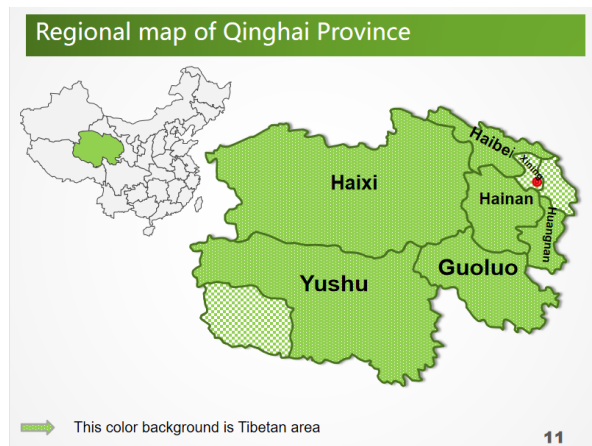 Regional map of Qinghai Province
Haibei
Xining
Haixi
Hainan
Huangnan
Guoluo
Yushu
This color background is Tibetan area
11